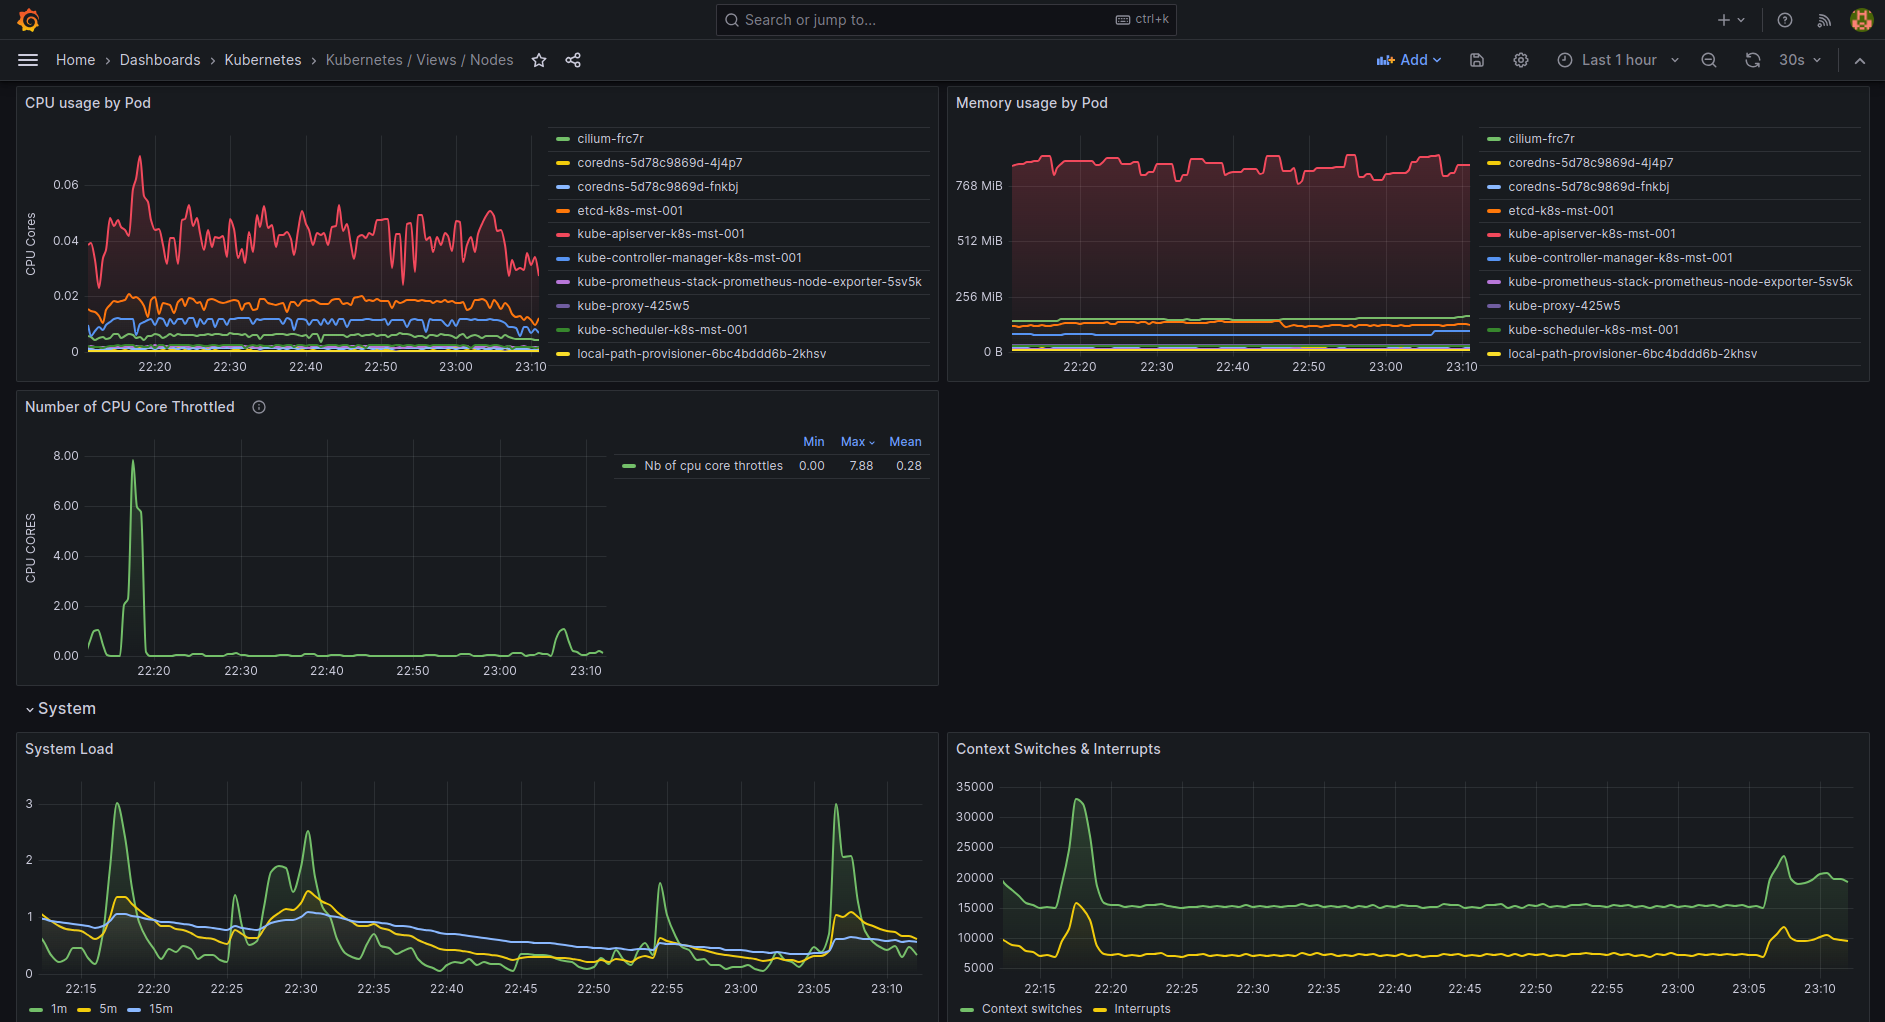 Search or jump to...
ctrl+k
Home › Dashboards › Kubernetes › Kubernetes / Views / Nodes
Add
Last 1 hour
30s
CPU usage by Pod
CPU Cores
0.06
0.04
0.02
0
22:20 22:30 22:40 22:50 23:00 23:10
cilium-frc7r
coredns-5d78c9869d-4j4p7
coredns-5d78c9869d-fnkbj
etcd-k8s-mst-001
kube-apiserver-k8s-mst-001
kube-controller-manager-k8s-mst-001
kube-prometheus-stack-prometheus-node-exporter-5sv5k
kube-proxy-425w5
kube-scheduler-k8s-mst-001
local-path-provisioner-6bc4bddd6b-2khsv
Memory usage by Pod
768 MiB
512 MiB
256 MiB
0 B
22:20 22:30 22:40 22:50 23:00 23:10
cilium-frc7r
coredns-5d78c9869d-4j4p7
coredns-5d78c9869d-fnkbj
etcd-k8s-mst-001
kube-apiserver-k8s-mst-001
kube-controller-manager-k8s-mst-001
kube-prometheus-stack-prometheus-node-exporter-5sv5k
kube-proxy-425w5
kube-scheduler-k8s-mst-001
local-path-provisioner-6bc4bddd6b-2khsv
Number of CPU Core Throttled
CPU CORES
8.00
6.00
4.00
2.00
0.00
22:20 22:30 22:40 22:50 23:00 23:10
Min Max Mean
Nb of cpu core throttles 0.00 7.88 0.28
System
System Load
3
2
1
0
22:15 22:20 22:25 22:30 22:35 22:40 22:45 22:50 22:55 23:00 23:05 23:10
1m 5m 15m
Context Switches & Interrupts
35000
30000
25000
20000
15000
10000
5000
22:15 22:20 22:25 22:30 22:35 22:40 22:45 22:50 22:55 23:00 23:05 23:10
Context switches Interrupts